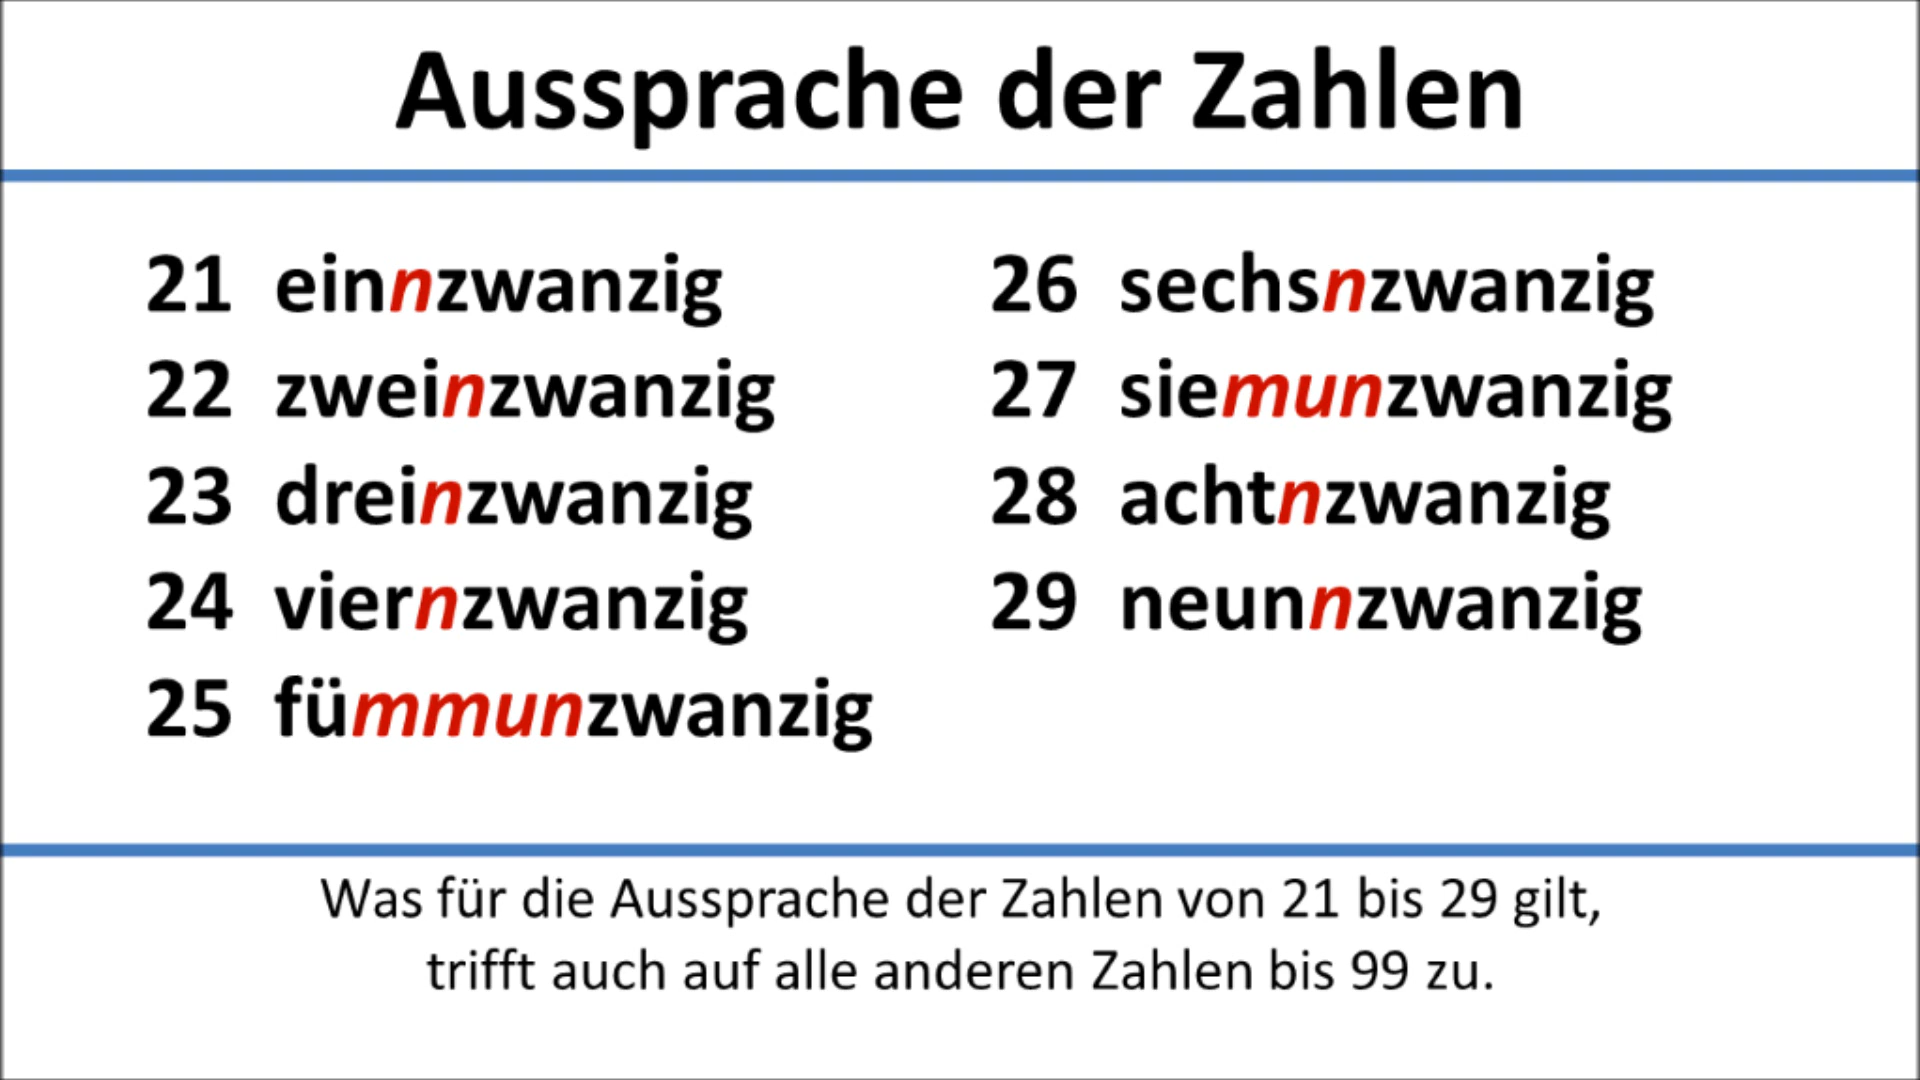 Aussprache der Zahlen
21 einnzwanzig
22 zweinzwanzig
23 dreinzwanzig
24 viernzwanzig
25 fümmunzwanzig
26 sechsnzwanzig
27 siemunzwanzig
28 achtnzwanzig
29 neunnzwanzig
Was für die Aussprache der Zahlen von 21 bis 29 gilt,
trifft auch auf alle anderen Zahlen bis 99 zu.